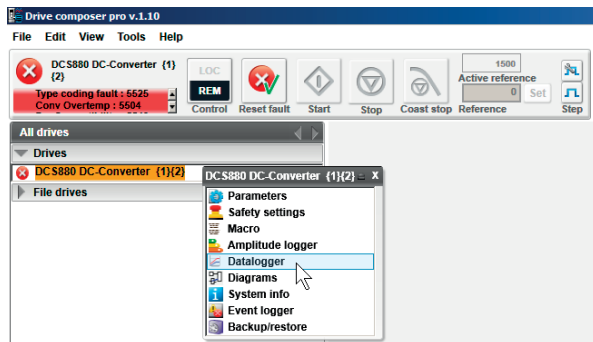 Drive composer pro v.1.10
File Edit View Tools Help
DCS880 DC-Converter {1}
{2}
Type coding fault : 5525
Conv Overtemp : 5504
LOC
REM
Control
Reset fault
Start
Stop
Coast stop
1500
Active reference
0 Set
Reference
Step
All drives
Drives
DCS880 DC-Converter {1}{2}
File drives
DCS880 DC-Converter {1}{2} X
Parameters
Safety settings
Macro
Amplitude logger
Datalogger
Diagrams
System info
Event logger
Backup/restore